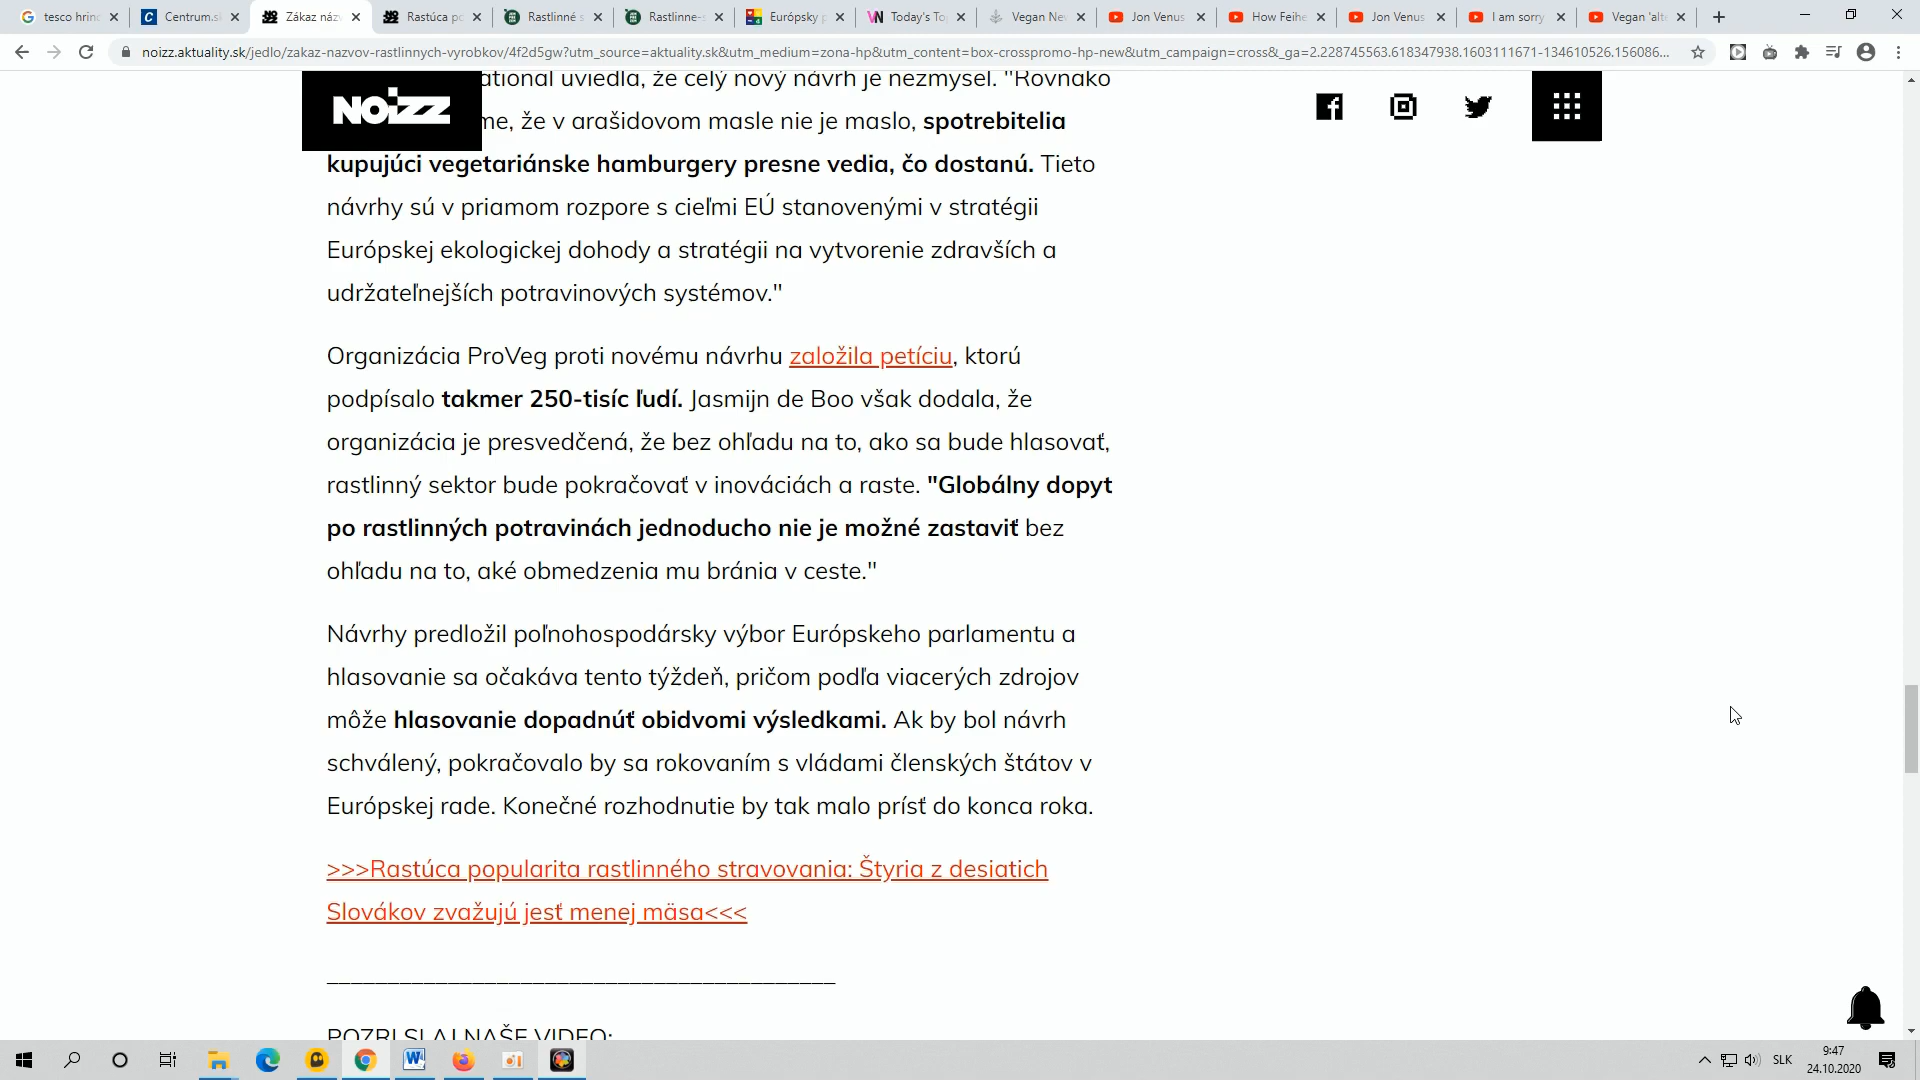 tesco hrinc
Centrum.sk
Zákaz názv
Rastúca po
Rastlinné s
Rastlinne-s
Európsky p
Today's To
Vegan Nev
Jon Venus
How Feihe
Jon Venus
I am sorry
Vegan 'alt
noizz.aktuality.sk/jedlo/zakaz-nazvov-rastlinnych-vyrobkov/4f2d5gw?utm_source=aktuality.sk&utm_medium=zona-hp&utm_content=box-crosspromo-hp-new&utm_campaign=cross&_ga=2.228745563.618347938.1603111671-134610526.156086...
NOIZZ
ational uviedla, že celý nový návrh je nezmysel. "Rovnako
me, že v arašidovom masle nie je maslo, spotrebitelia
kupujúci vegetariánske hamburgery presne vedia, čo dostanú. Tieto
návrhy sú v priamom rozpore s cieľmi EÚ stanovenými v stratégii
Európskej ekologickej dohody a stratégii na vytvorenie zdravších a
udržateľnejších potravinových systémov."
Organizácia ProVeg proti novému návrhu založila petíciu, ktorú
podpísalo takmer 250-tisíc ľudí. Jasmijn de Boo však dodala, že
organizácia je presvedčená, že bez ohľadu na to, ako sa bude hlasovať,
rastlinný sektor bude pokračovať v inováciách a raste. "Globálny dopyt
po rastlinných potravinách jednoducho nie je možné zastaviť bez
ohľadu na to, aké obmedzenia mu bránia v ceste."
Návrhy predložil poľnohospodársky výbor Európskeho parlamentu a
hlasovanie sa očakáva tento týždeň, pričom podľa viacerých zdrojov
môže hlasovanie dopadnúť obidvomi výsledkami. Ak by bol návrh
schválený, pokračovalo by sa rokovaním s vládami členských štátov v
Európskej rade. Konečné rozhodnutie by tak malo prísť do konca roka.
>>>Rastúca popularita rastlinného stravovania: Štyria z desiatich
Slovákov zvažujú jesť menej mäsa<<<
__________________________________________
POZRI SI AJ NAŠE VIDEO:
SLK
9:47
24.10.2020